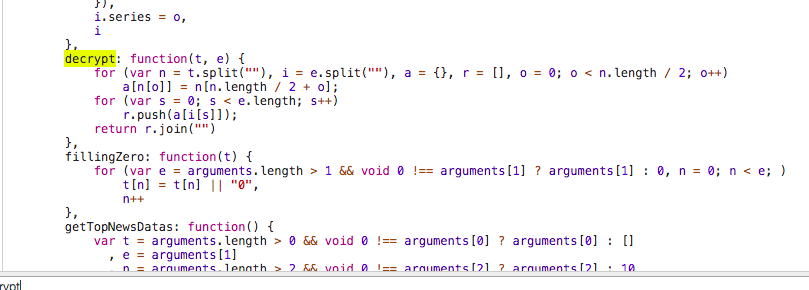 }),
i.series = o,
i
},
decrypt: function(t, e) {
for (var n = t.split(""), i = e.split(""), a = {}, r = [], o = 0; o < n.length / 2; o++)
a[n[o]] = n[n.length / 2 + o];
for (var s = 0; s < e.length; s++)
r.push(a[i[s]]);
return r.join("")
},
fillingZero: function(t) {
for (var e = arguments.length > 1 && void 0 !== arguments[1] ? arguments[1] : 0, n = 0; n < e; )
t[n] = t[n] || "0",
n++
},
getTopNewsDatas: function() {
var t = arguments.length > 0 && void 0 !== arguments[0] ? arguments[0] : []
, e = arguments[1]
, n = arguments.length > 2 && void 0 !== arguments[2] ? arguments[2] : 10
rypt